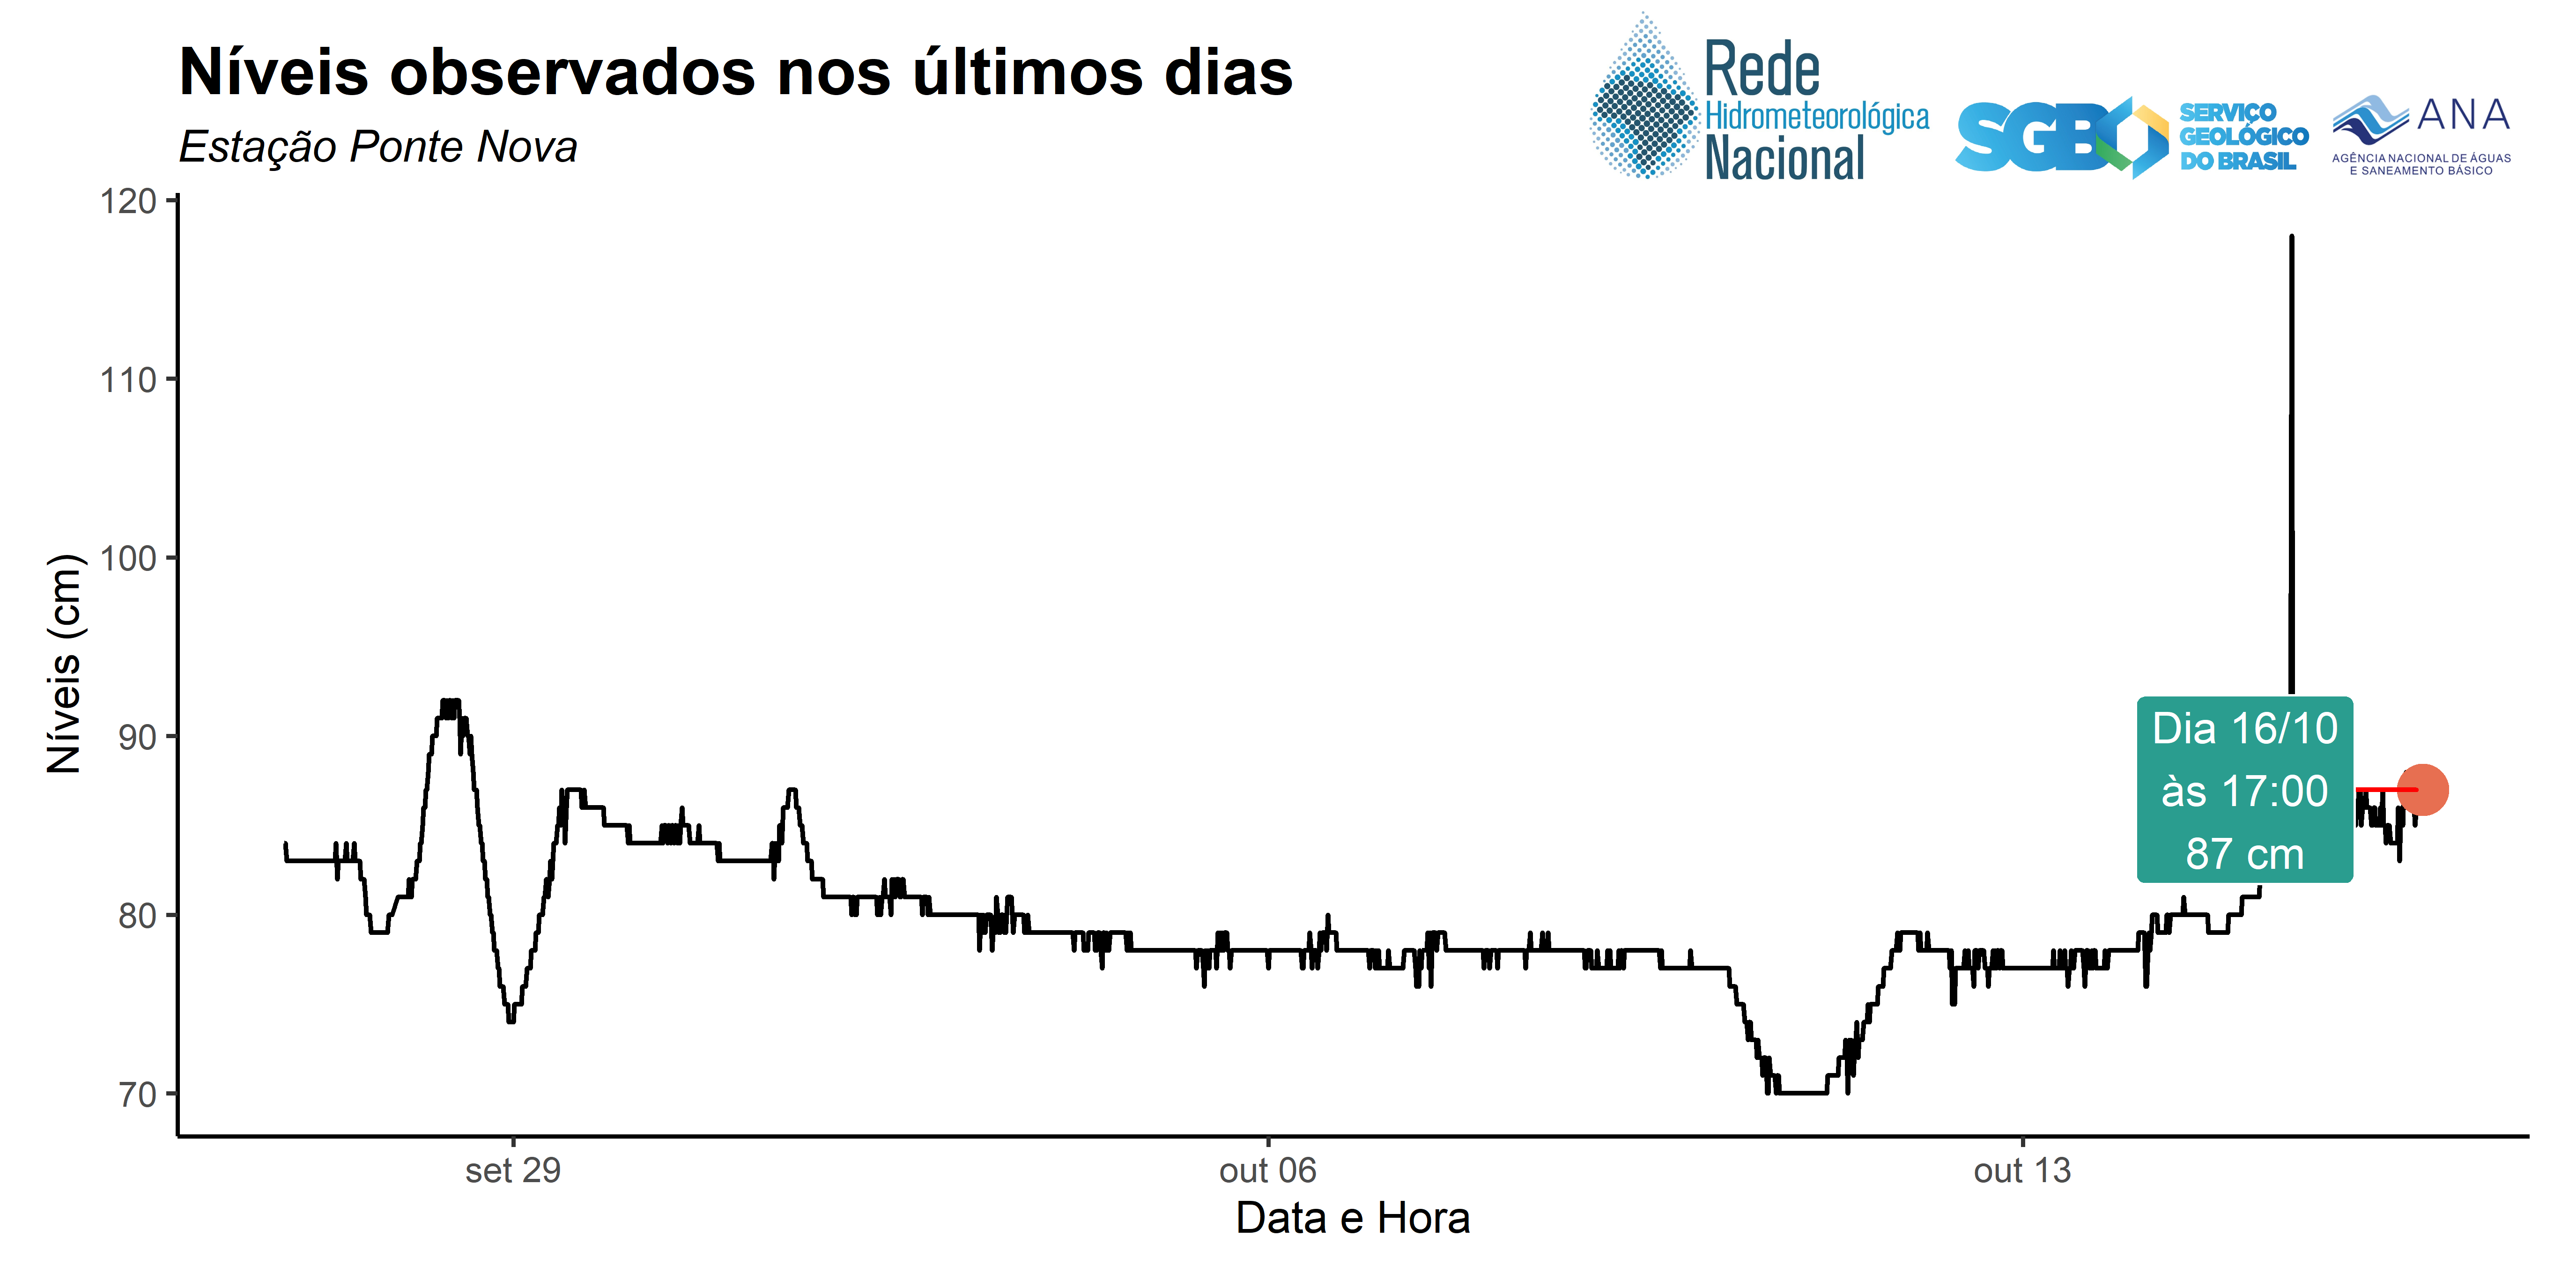 Níveis observados nos últimos dias
Estação Ponte Nova
Rede
Hidrometeorológica
Nacional
SGB
SERVIÇO
GEOLÓGICO
DO BRASIL
ANA
AGÊNCIA NACIONAL DE ÁGUAS
E SANEAMENTO BÁSICO
120
110
100
90
80
70
Níveis (cm)
Dia 16/10
às 17:00
87 cm
set 29
out 06
out 13
Data e Hora